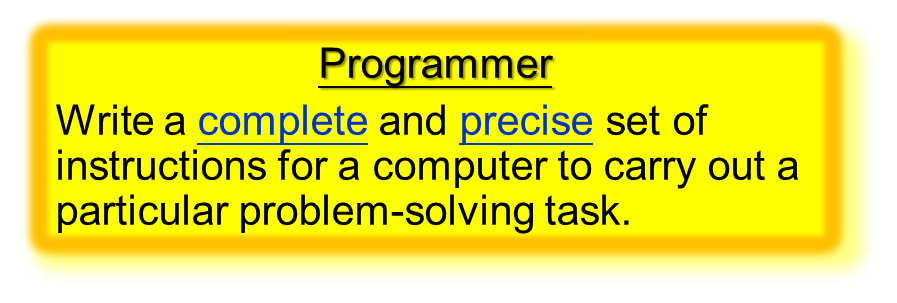 Programmer
Write a complete and precise set of
instructions for a computer to carry out a
particular problem-solving task.